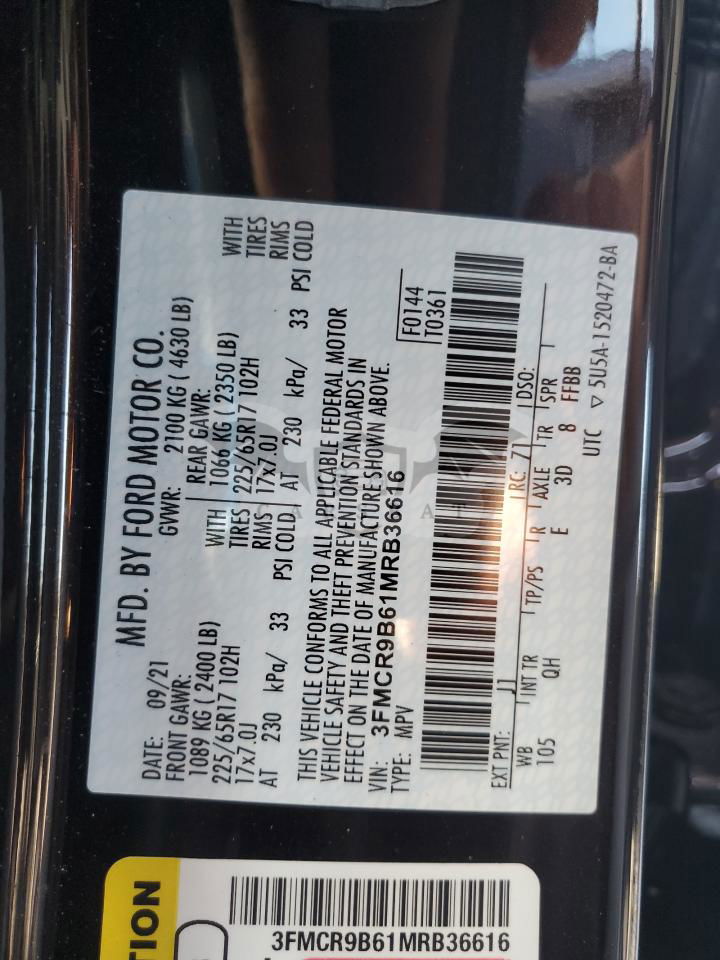 MFD. BY FORD MOTOR CO.
DATE: 09/21
GVWR: 2100 KG ( 4630 LB)
FRONT GAWR:
1089 KG ( 2400 LB)
225/65R17 102H
17x7.0J
AT 230 kPa/ 33 PSI COLD
WITH
TIRES
RIMS
REAR GAWR:
1066 KG ( 2350 LB)
225/65R17 102H
17x7.0J
AT 230 kPa/ 33 PSI COLD
WITH
TIRES
RIMS
THIS VEHICLE CONFORMS TO ALL APPLICABLE FEDERAL MOTOR
VEHICLE SAFETY AND THEFT PREVENTION STANDARDS IN
EFFECT ON THE DATE OF MANUFACTURE SHOWN ABOVE.
VIN: 3FMCR9B61MRB36616
TYPE: MPV
F0144
T0361
EXT PNT: J1 RC: 71 DSO:
WB INT TR TP/PS R AXLE TR SPR
105 QH E 3D 8 FFBB
UTC ▽ 5U5A-1520472-BA
TION
3FMCR9B61MRB36616